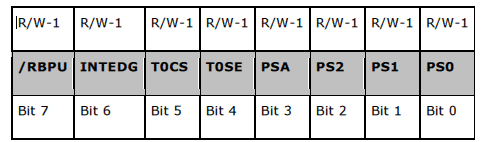 R/W-1 R/W-1 R/W-1 R/W-1 R/W-1 R/W-1 R/W-1 R/W-1
/RBPU INTEDG T0CS T0SE PSA PS2 PS1 PS0
Bit 7 Bit 6 Bit 5 Bit 4 Bit 3 Bit 2 Bit 1 Bit 0